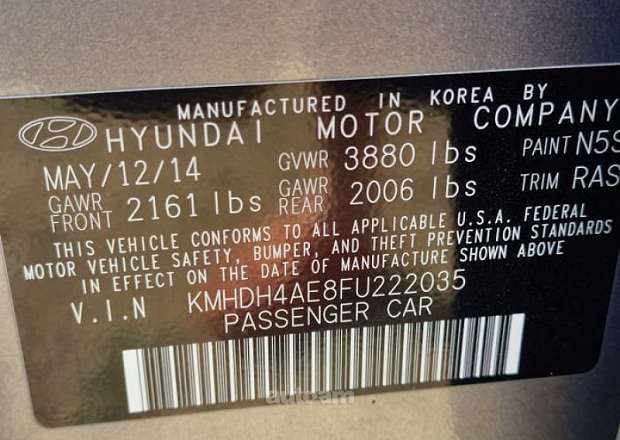 MANUFACTURED IN KOREA BY
HYUNDAI MOTOR COMPANY
MAY/12/14 GVWR 3880 lbs PAINT N5S
GAWR FRONT 2161 lbs GAWR REAR 2006 lbs TRIM RAS
THIS VEHICLE CONFORMS TO ALL APPLICABLE U.S.A. FEDERAL
MOTOR VEHICLE SAFETY, BUMPER, AND THEFT PREVENTION STANDARDS
IN EFFECT ON THE DATE OF MANUFACTURE SHOWN ABOVE
V.I.N KMHDH4AE8FU222035
PASSENGER CAR
autoam